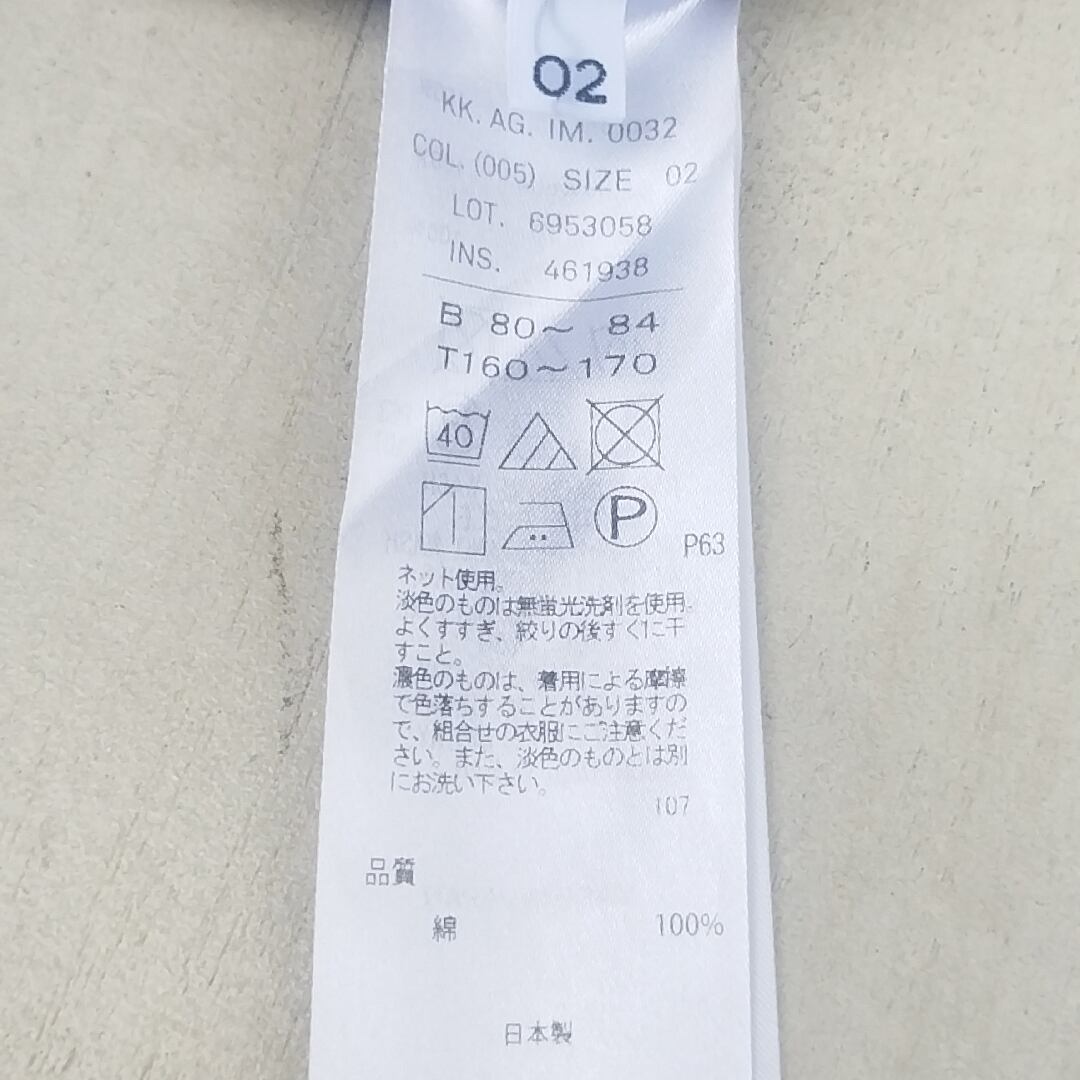 02
KK. AG. IM. 0032
COL. (005) SIZE 02
LOT. 6953058
INS. 461938
B 80～ 84
T160～170
40
P
P63
ネット使用。
淡色のものは無蛍光洗剤を使用。
よくすすぎ、絞りの後すぐに干
すこと。
濃色のものは、着用による摩擦
で色落ちすることがありますの
で、組合せの衣服にご注意くだ
さい。また、淡色のものとは別
にお洗い下さい。
107
品質
綿 100%
日本製